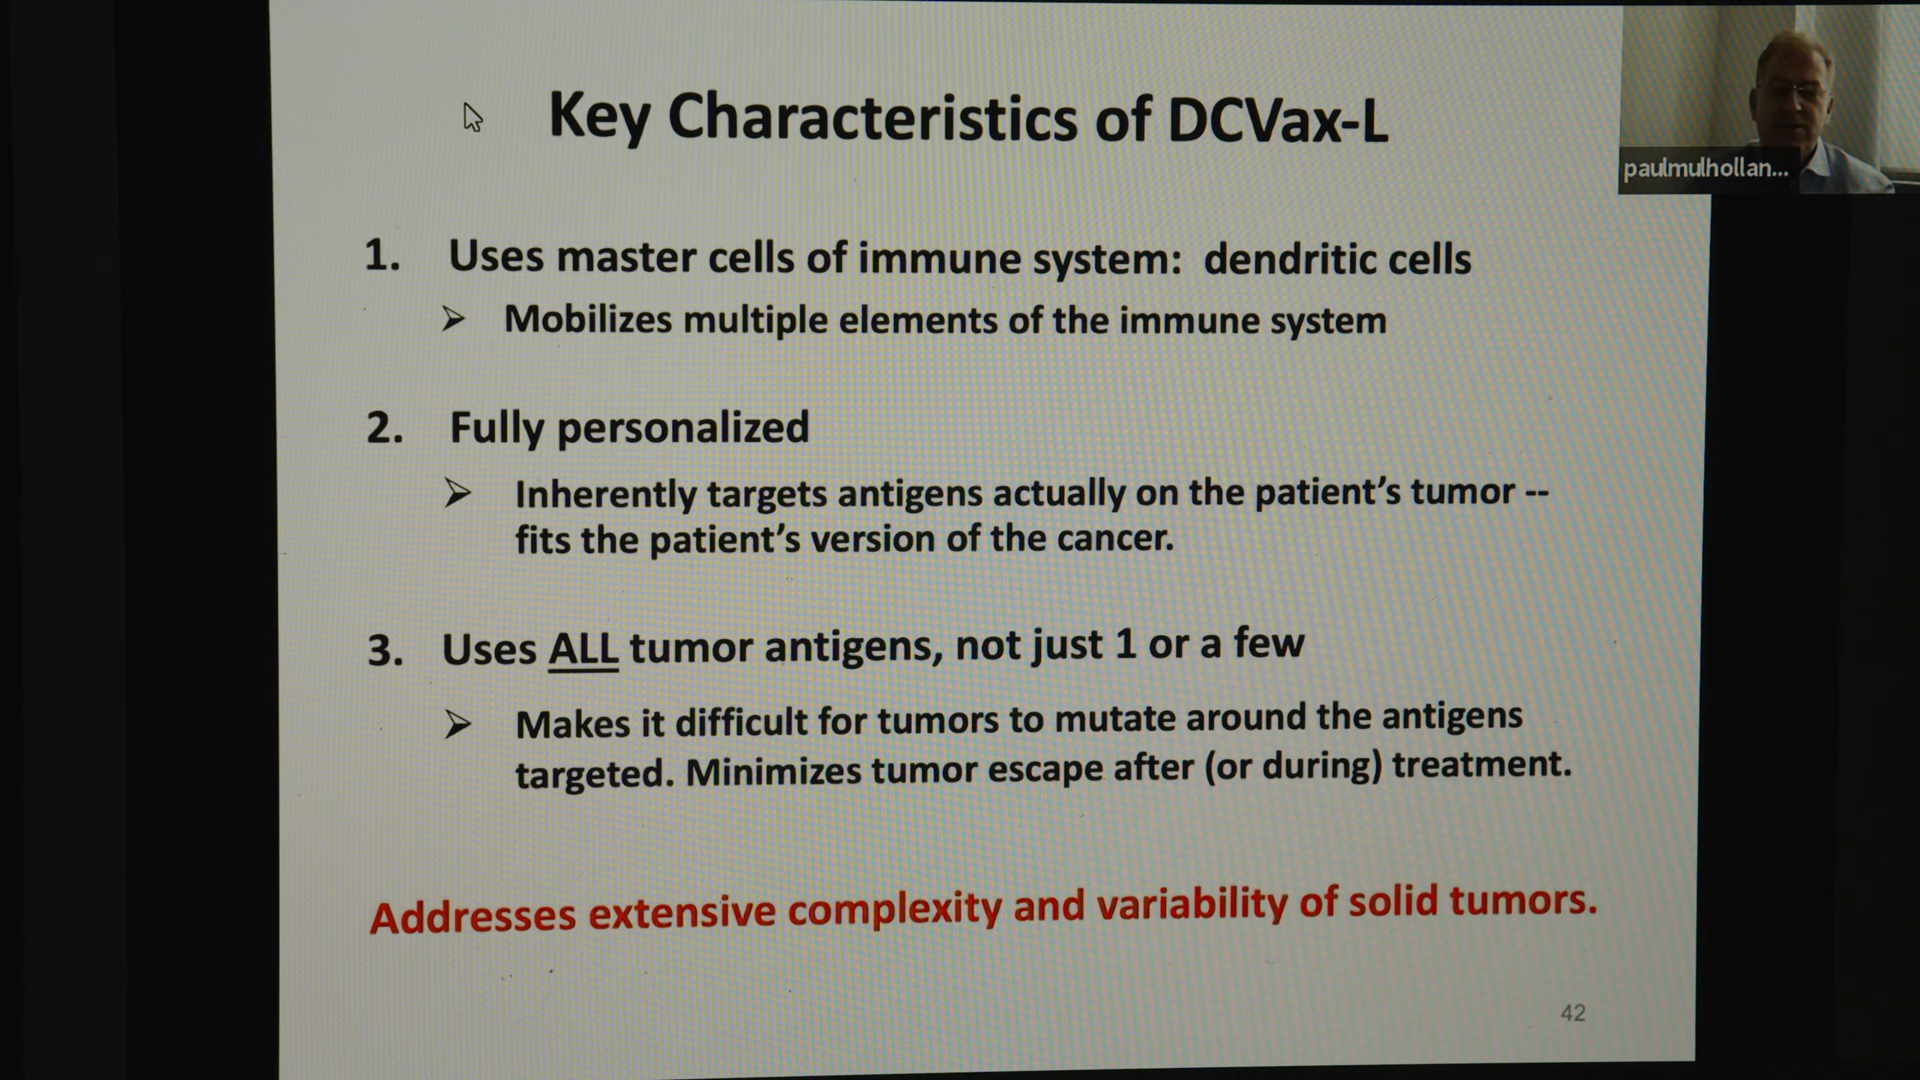 Key Characteristics of DCVax-L
paulmulhollan...
1. Uses master cells of immune system: dendritic cells
➢ Mobilizes multiple elements of the immune system
2. Fully personalized
➢ Inherently targets antigens actually on the patient's tumor --
fits the patient's version of the cancer.
3. Uses ALL tumor antigens, not just 1 or a few
➢ Makes it difficult for tumors to mutate around the antigens
targeted. Minimizes tumor escape after (or during) treatment.
Addresses extensive complexity and variability of solid tumors.
42